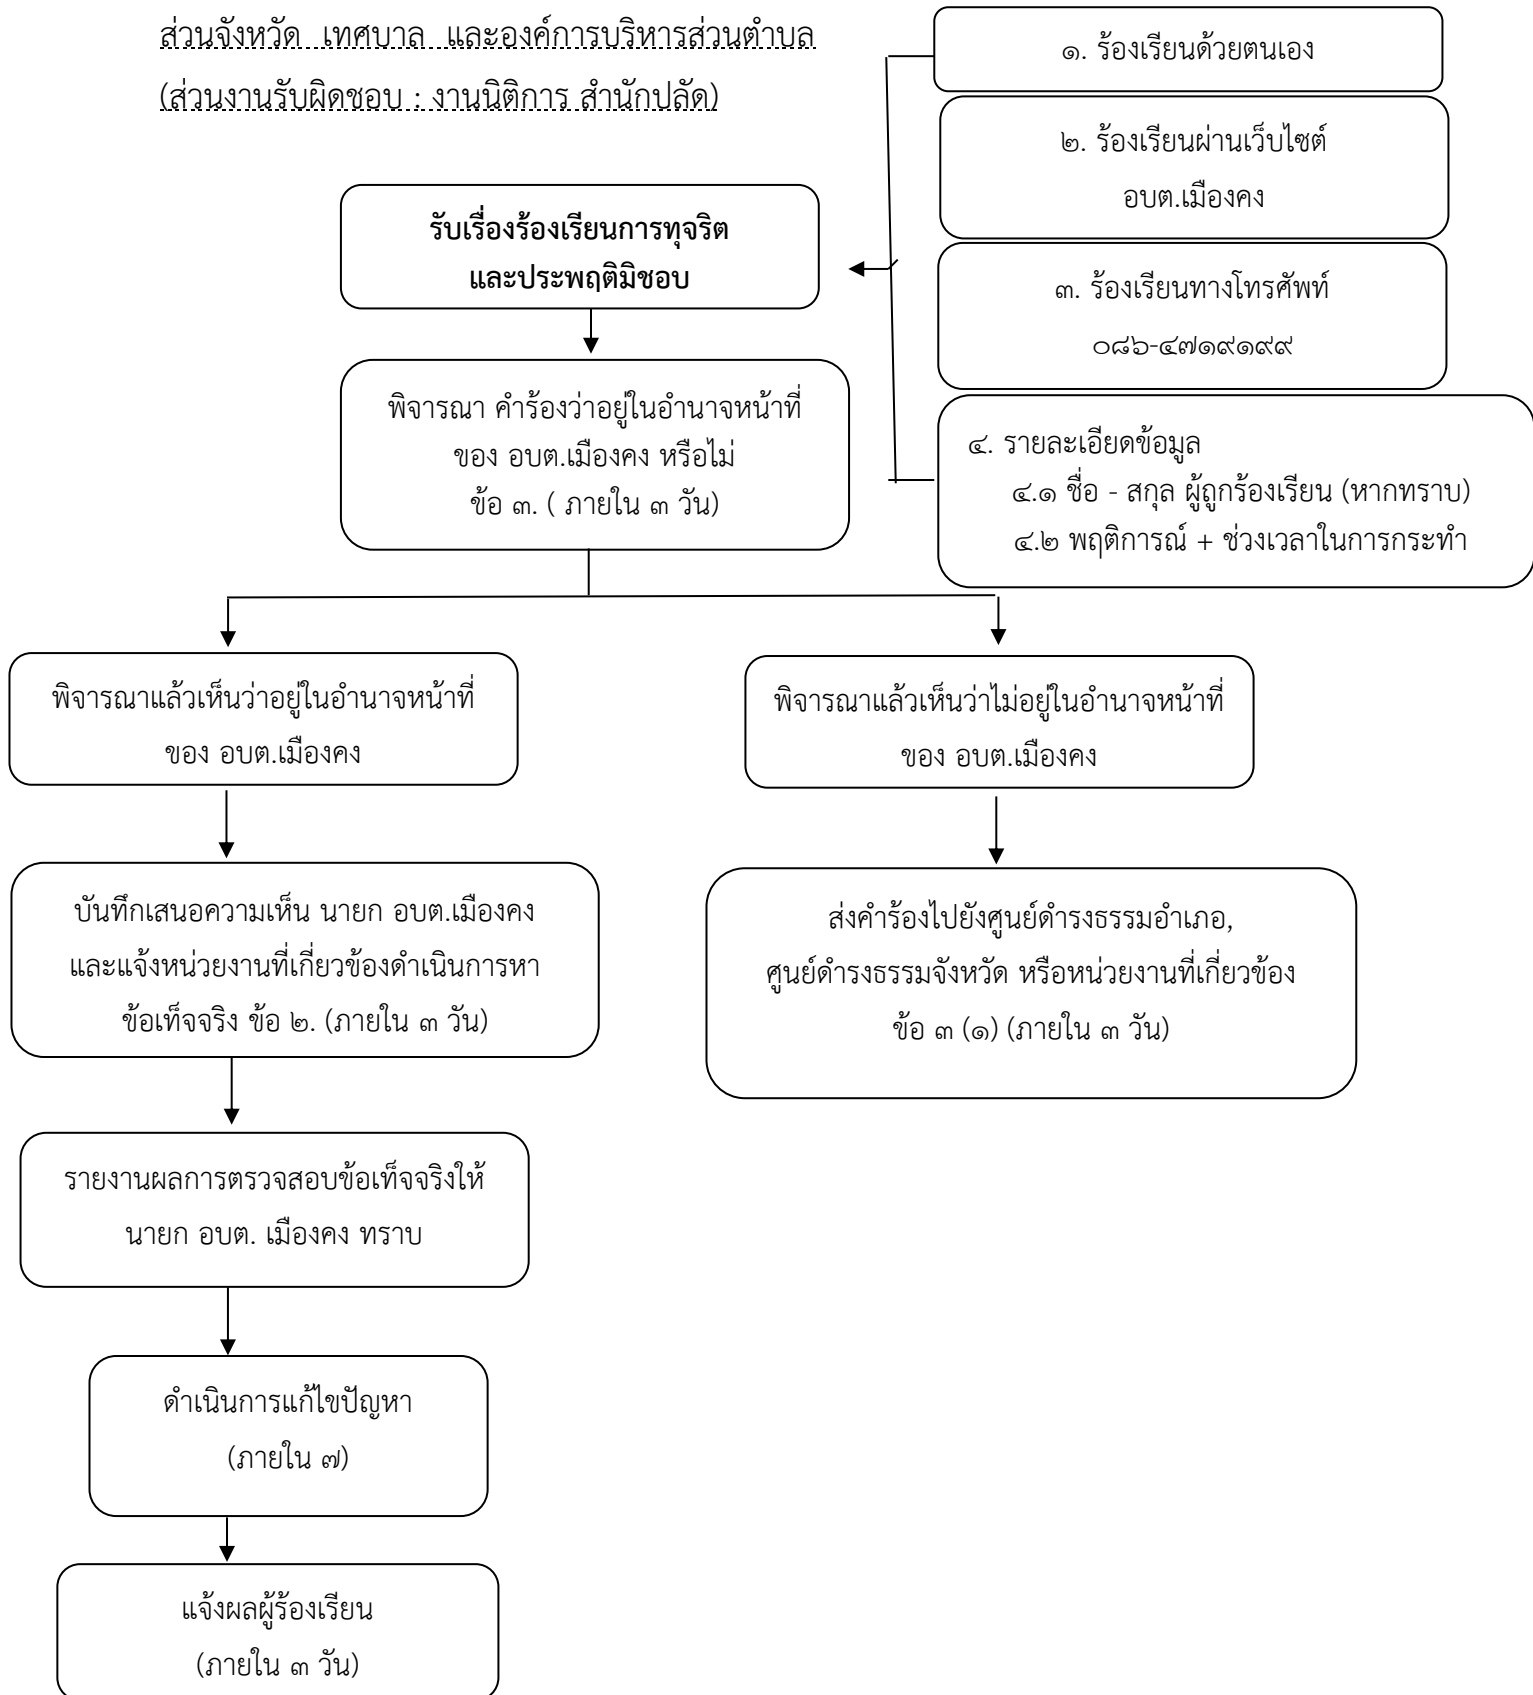 ส่วนจังหวัด เทศบาล และองค์การบริหารส่วนตำบล
(ส่วนงานรับผิดชอบ : งานนิติการ สำนักปลัด)
๑. ร้องเรียนด้วยตนเอง
๒. ร้องเรียนผ่านเว็บไซต์
อบต.เมืองคง
๓. ร้องเรียนทางโทรศัพท์
๐๘๖-๔๗๑๙๑๙๙
๔. รายละเอียดข้อมูล
๔.๑ ชื่อ - สกุล ผู้ถูกร้องเรียน (หากทราบ)
๔.๒ พฤติการณ์ + ช่วงเวลาในการกระทำ
รับเรื่องร้องเรียนการทุจริต
และประพฤติมิชอบ
พิจารณา คำร้องว่าอยู่ในอำนาจหน้าที่
ของ อบต.เมืองคง หรือไม่
ข้อ ๓. ( ภายใน ๓ วัน)
พิจารณาแล้วเห็นว่าอยู่ในอำนาจหน้าที่
ของ อบต.เมืองคง
พิจารณาแล้วเห็นว่าไม่อยู่ในอำนาจหน้าที่
ของ อบต.เมืองคง
บันทึกเสนอความเห็น นายก อบต.เมืองคง
และแจ้งหน่วยงานที่เกี่ยวข้องดำเนินการหา
ข้อเท็จจริง ข้อ ๒. (ภายใน ๓ วัน)
ส่งคำร้องไปยังศูนย์ดำรงธรรมอำเภอ,
ศูนย์ดำรงธรรมจังหวัด หรือหน่วยงานที่เกี่ยวข้อง
ข้อ ๓ (๑) (ภายใน ๓ วัน)
รายงานผลการตรวจสอบข้อเท็จจริงให้
นายก อบต. เมืองคง ทราบ
ดำเนินการแก้ไขปัญหา
(ภายใน ๗)
แจ้งผลผู้ร้องเรียน
(ภายใน ๓ วัน)